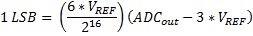 1 LSB = ( (6 * V_REF) / 2^16 ) (ADC_out − 3 * V_REF)